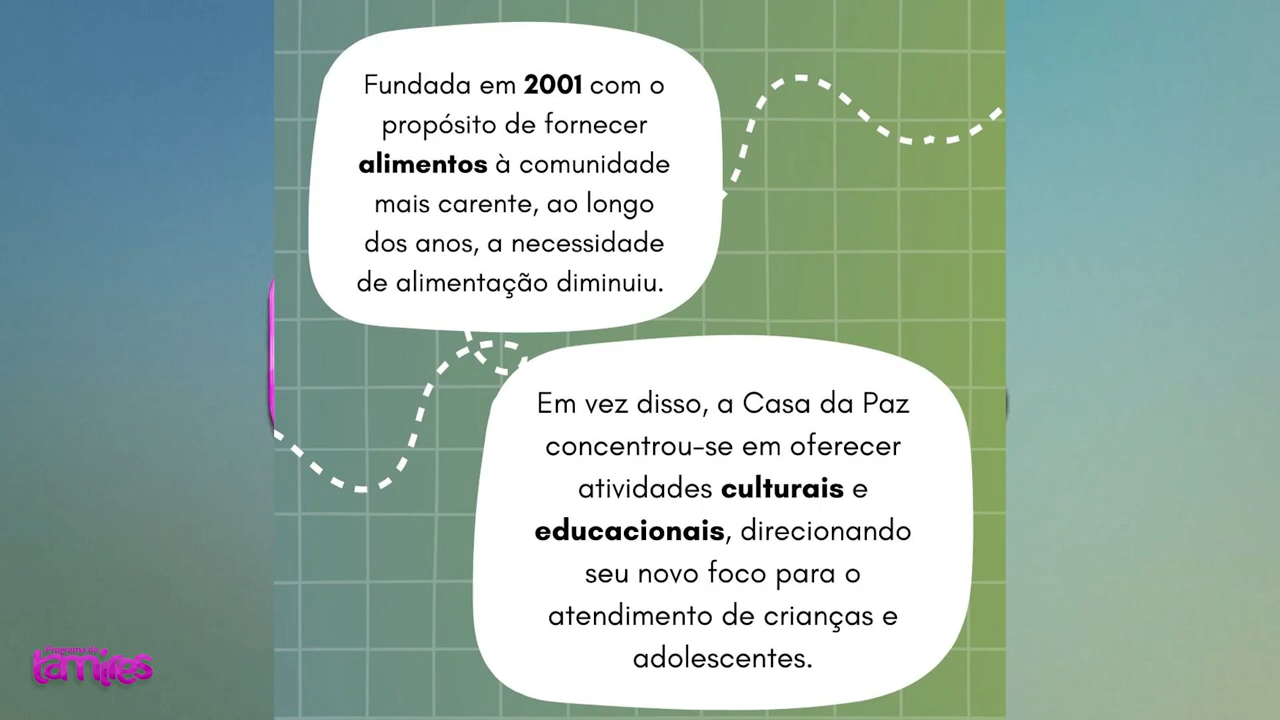 Fundada em 2001 com o
propósito de fornecer
alimentos à comunidade
mais carente, ao longo
dos anos, a necessidade
de alimentação diminuiu.
Em vez disso, a Casa da Paz
concentrou-se em oferecer
atividades culturais e
educacionais, direcionando
seu novo foco para o
atendimento de crianças e
adolescentes.
Programa da
tamires